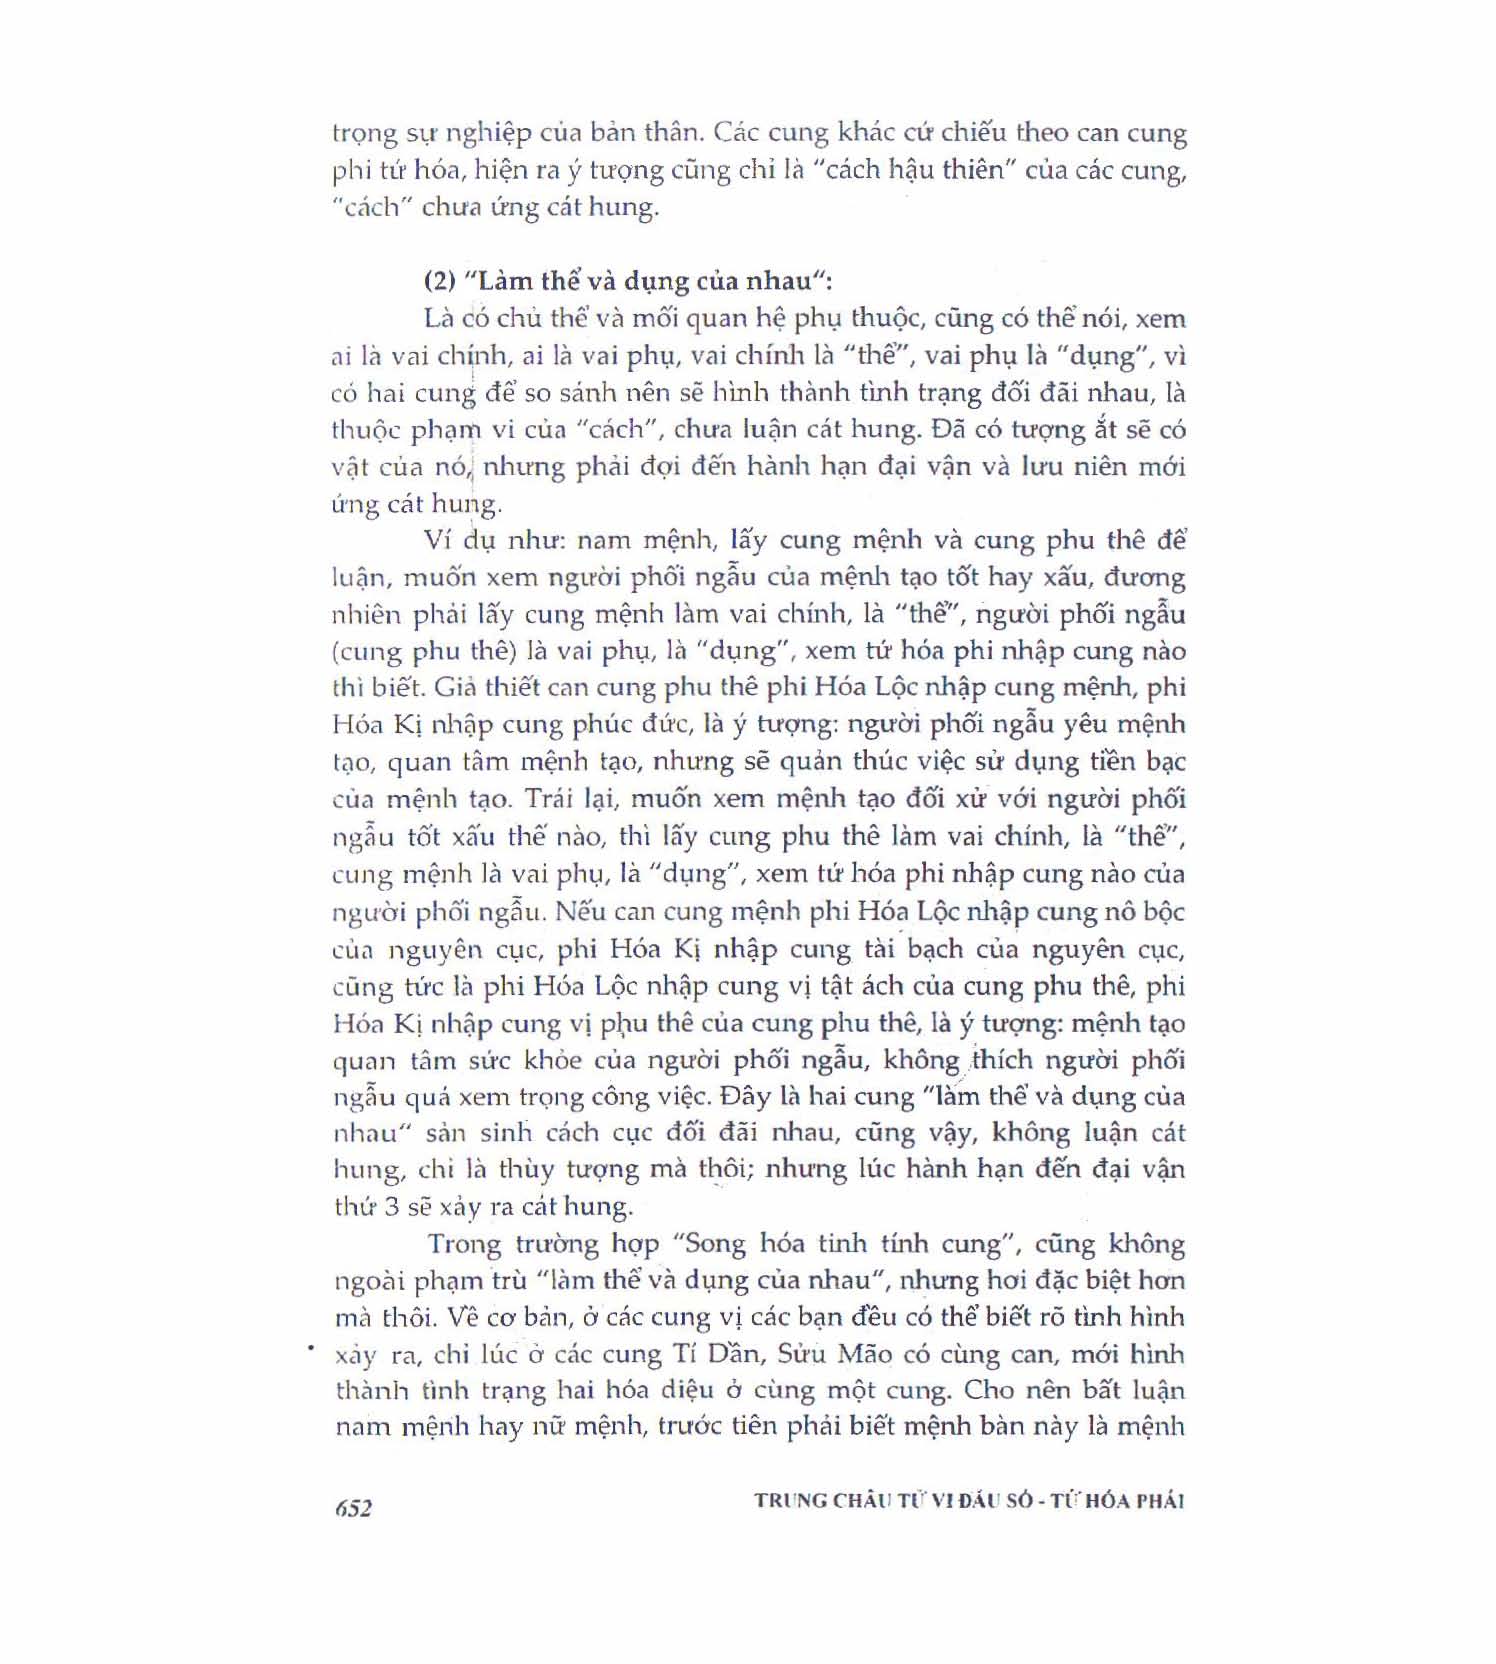 trọng sự nghiệp của bản thân. Các cung khác cứ chiếu theo can cung
phi tứ hóa, hiện ra ý tượng cũng chỉ là "cách hậu thiên" của các cung,
"cách" chưa ứng cát hung.
(2) "Làm thể và dụng của nhau":
Là có chủ thể và mối quan hệ phụ thuộc, cũng có thể nói, xem
ai là vai chính, ai là vai phụ, vai chính là "thể", vai phụ là "dụng", vì
có hai cung để so sánh nên sẽ hình thành tình trạng đối đãi nhau, là
thuộc phạm vi của "cách", chưa luận cát hung. Đã có tượng ắt sẽ có
vật của nó, nhưng phải đợi đến hành hạn đại vận và lưu niên mới
ứng cát hung.
Ví dụ như: nam mệnh, lấy cung mệnh và cung phu thê để
luận, muốn xem người phối ngẫu của mệnh tạo tốt hay xấu, đương
nhiên phải lấy cung mệnh làm vai chính, là "thể", người phối ngẫu
(cung phu thê) là vai phụ, là "dụng", xem tứ hóa phi nhập cung nào
thì biết. Giả thiết can cung phu thê phi Hóa Lộc nhập cung mệnh, phi
Hóa Kị nhập cung phúc đức, là ý tượng: người phối ngẫu yêu mệnh
tạo, quan tâm mệnh tạo, nhưng sẽ quản thúc việc sử dụng tiền bạc
của mệnh tạo. Trái lại, muốn xem mệnh tạo đối xử với người phối
ngẫu tốt xấu thế nào, thì lấy cung phu thê làm vai chính, là "thể",
cung mệnh là vai phụ, là "dụng", xem tứ hóa phi nhập cung nào của
người phối ngẫu. Nếu can cung mệnh phi Hóa Lộc nhập cung nô bộc
của nguyên cục, phi Hóa Kị nhập cung tài bạch của nguyên cục,
cũng tức là phi Hóa Lộc nhập cung vị tật ách của cung phu thê, phi
Hóa Kị nhập cung vị phu thê của cung phu thê, là ý tượng: mệnh tạo
quan tâm sức khỏe của người phối ngẫu, không thích người phối
ngẫu quá xem trọng công việc. Đây là hai cung "làm thể và dụng của
nhau" sản sinh cách cục đối đãi nhau, cũng vậy, không luận cát
hung, chỉ là thùy tượng mà thôi; nhưng lúc hành hạn đến đại vận
thứ 3 sẽ xảy ra cát hung.
Trong trường hợp "Song hóa tinh tính cung", cũng không
ngoài phạm trù "làm thể và dụng của nhau", nhưng hơi đặc biệt hơn
mà thôi. Về cơ bản, ở các cung vị các bạn đều có thể biết rõ tình hình
xảy ra, chỉ lúc ở các cung Tí Dần, Sửu Mão có cùng can, mới hình
thành tình trạng hai hóa diệu ở cùng một cung. Cho nên bất luận
nam mệnh hay nữ mệnh, trước tiên phải biết mệnh bàn này là mệnh
652
TRUNG CHÂU TỬ VI ĐẨU SỐ - TỨ HÓA PHÁI